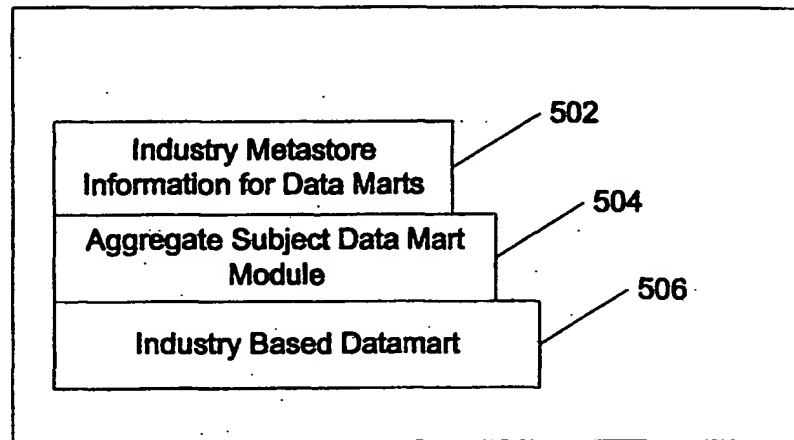 502
Industry Metastore
Information for Data Marts
504
Aggregate Subject Data Mart
Module
506
Industry Based Datamart